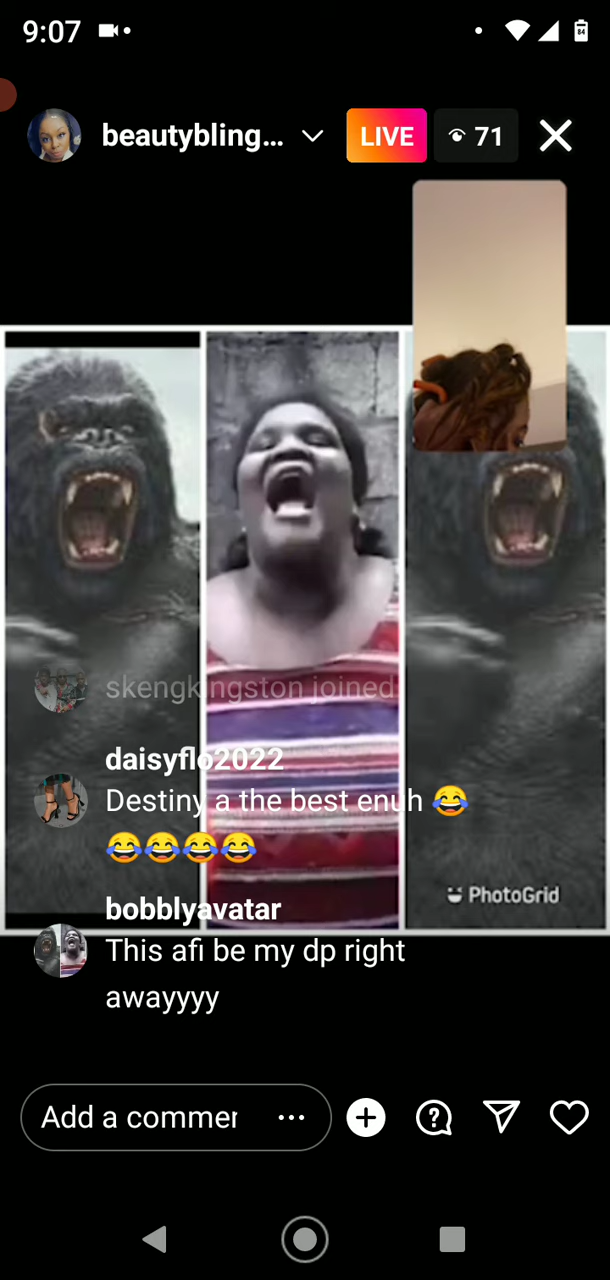 9:07
84
beautybling...
LIVE
71
skengkingston joined
daisyflo2022
Destiny a the best enuh 😂
😂😂😂😂
PhotoGrid
bobblyavatar
This afi be my dp right
awayyyy
Add a commer